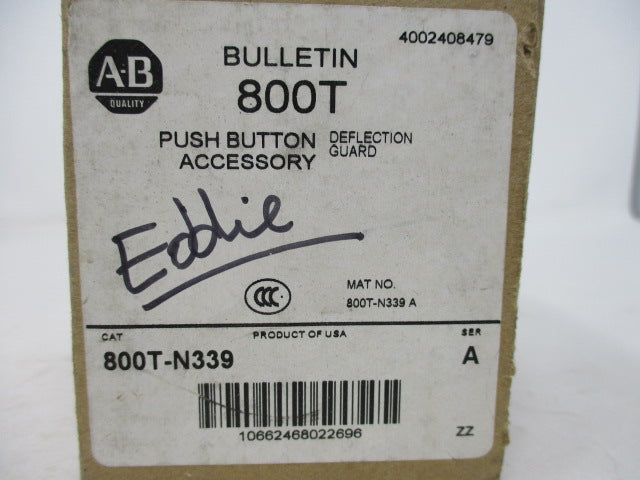 4002408479
A-B
QUALITY
BULLETIN
800T
PUSH BUTTON ACCESSORY
DEFLECTION GUARD
Eddie
CCC
MAT NO.
800T-N339 A
CAT
PRODUCT OF USA
SER
800T-N339
A
10662468022696
ZZ